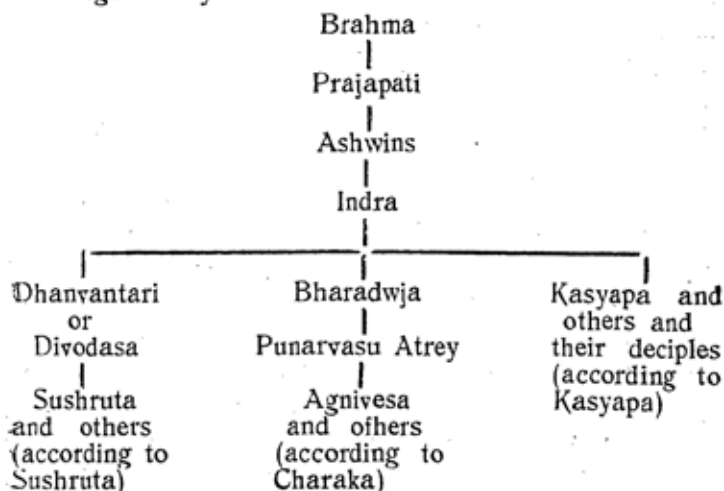 Brahma
Prajapati
Ashwins
Indra
Dhanvantari
or
Divodasa
Sushruta
and others
(according to
Sushruta)
Bharadwja
Punarvasu Atrey
Agnivesa
and others
(according to
Charaka)
Kasyapa and
others and
their deciples
(according to
Kasyapa)